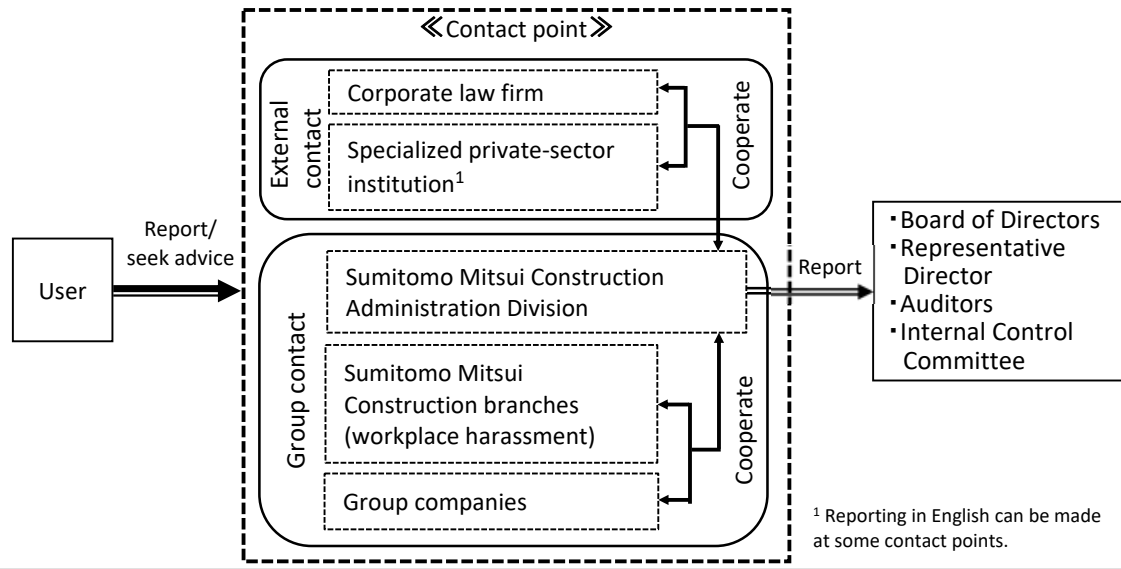 ≪Contact point≫
External
contact
Corporate law firm
Specialized private-sector
institution¹
Cooperate
User
Report/
seek advice
Group contact
Sumitomo Mitsui Construction
Administration Division
Sumitomo Mitsui
Construction branches
(workplace harassment)
Group companies
Cooperate
Report
・Board of Directors
・Representative
Director
・Auditors
・Internal Control
Committee
¹ Reporting in English can be made
at some contact points.